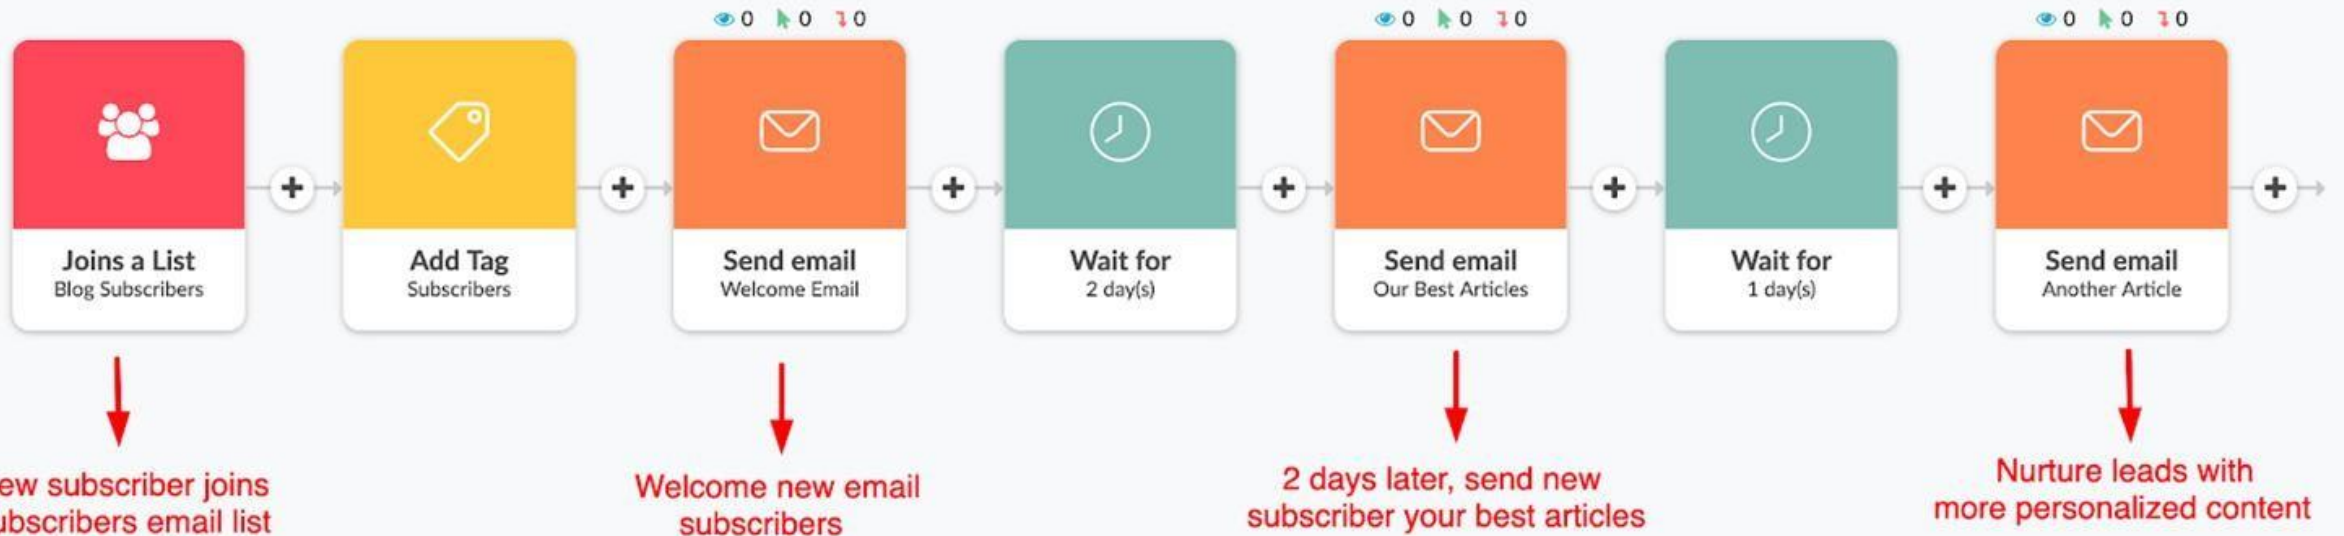 0 0 0
0 0 0
0 0 0
Joins a List
Blog Subscribers
Add Tag
Subscribers
Send email
Welcome Email
Wait for
2 day(s)
Send email
Our Best Articles
Wait for
1 day(s)
Send email
Another Article
subscriber joins
email list
Welcome new email
subscribers
2 days later, send new
subscriber your best articles
Nurture leads with
more personalized content